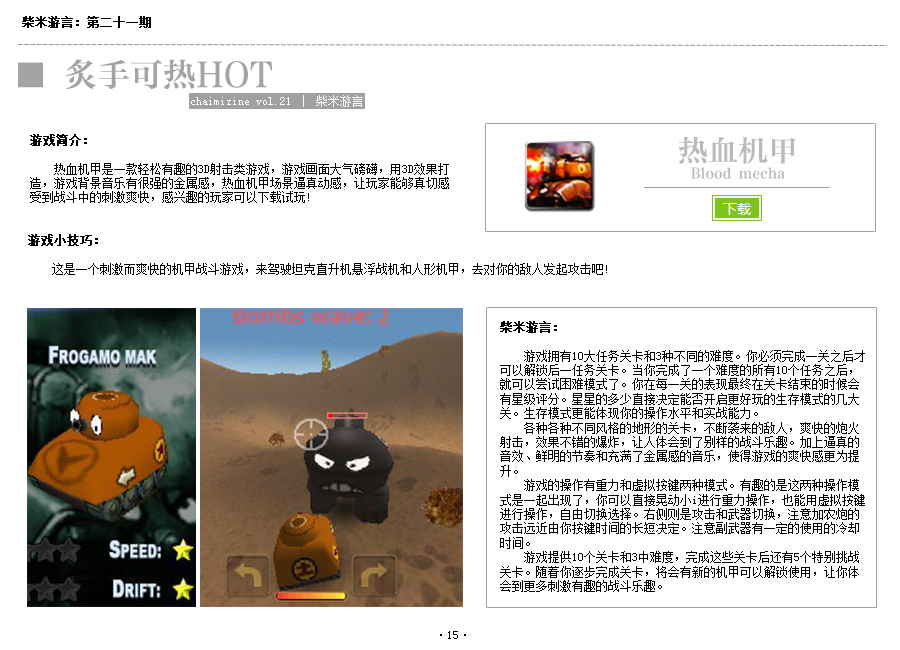 柴米游言：第二十一期
炙手可热HOT
chaimizine vol.21 | 柴米游言
游戏简介：
热血机甲是一款轻松有趣的3D射击类游戏，游戏画面大气磅礴，用3D效果打
造，游戏背景音乐有很强的金属感，热血机甲场景逼真动感，让玩家能够真切感
受到战斗中的刺激爽快，感兴趣的玩家可以下载试玩!
热血机甲
Blood mecha
下载
游戏小技巧：
这是一个刺激而爽快的机甲战斗游戏，来驾驶坦克直升机悬浮战机和人形机甲，去对你的敌人发起攻击吧!
FROGAMO MAK
SPEED:
DRIFT:
Bombs wave: 2
柴米游言：
游戏拥有10大任务关卡和3种不同的难度。你必须完成一关之后才
可以解锁后一任务关卡。当你完成了一个难度的所有10个任务之后，
就可以尝试困难模式了。你在每一关的表现最终在关卡结束的时候会
有星级评分。星星的多少直接决定能否开启更好玩的生存模式的几大
关。生存模式更能体现你的操作水平和实战能力。
各种各种不同风格的地形的关卡，不断袭来的敌人，爽快的炮火
射击，效果不错的爆炸，让人体会到了别样的战斗乐趣。加上逼真的
音效、鲜明的节奏和充满了金属感的音乐，使得游戏的爽快感更为提
升。
游戏的操作有重力和虚拟按键两种模式。有趣的是这两种操作模
式是一起出现了，你可以直接晃动小i进行重力操作，也能用虚拟按键
进行操作，自由切换选择。右侧则是攻击和武器切换，注意加农炮的
攻击远近由你按键时间的长短决定。注意副武器有一定的使用的冷却
时间。
游戏提供10个关卡和3中难度，完成这些关卡后还有5个特别挑战
关卡。随着你逐步完成关卡，将会有新的机甲可以解锁使用，让你体
会到更多刺激有趣的战斗乐趣。
·15·